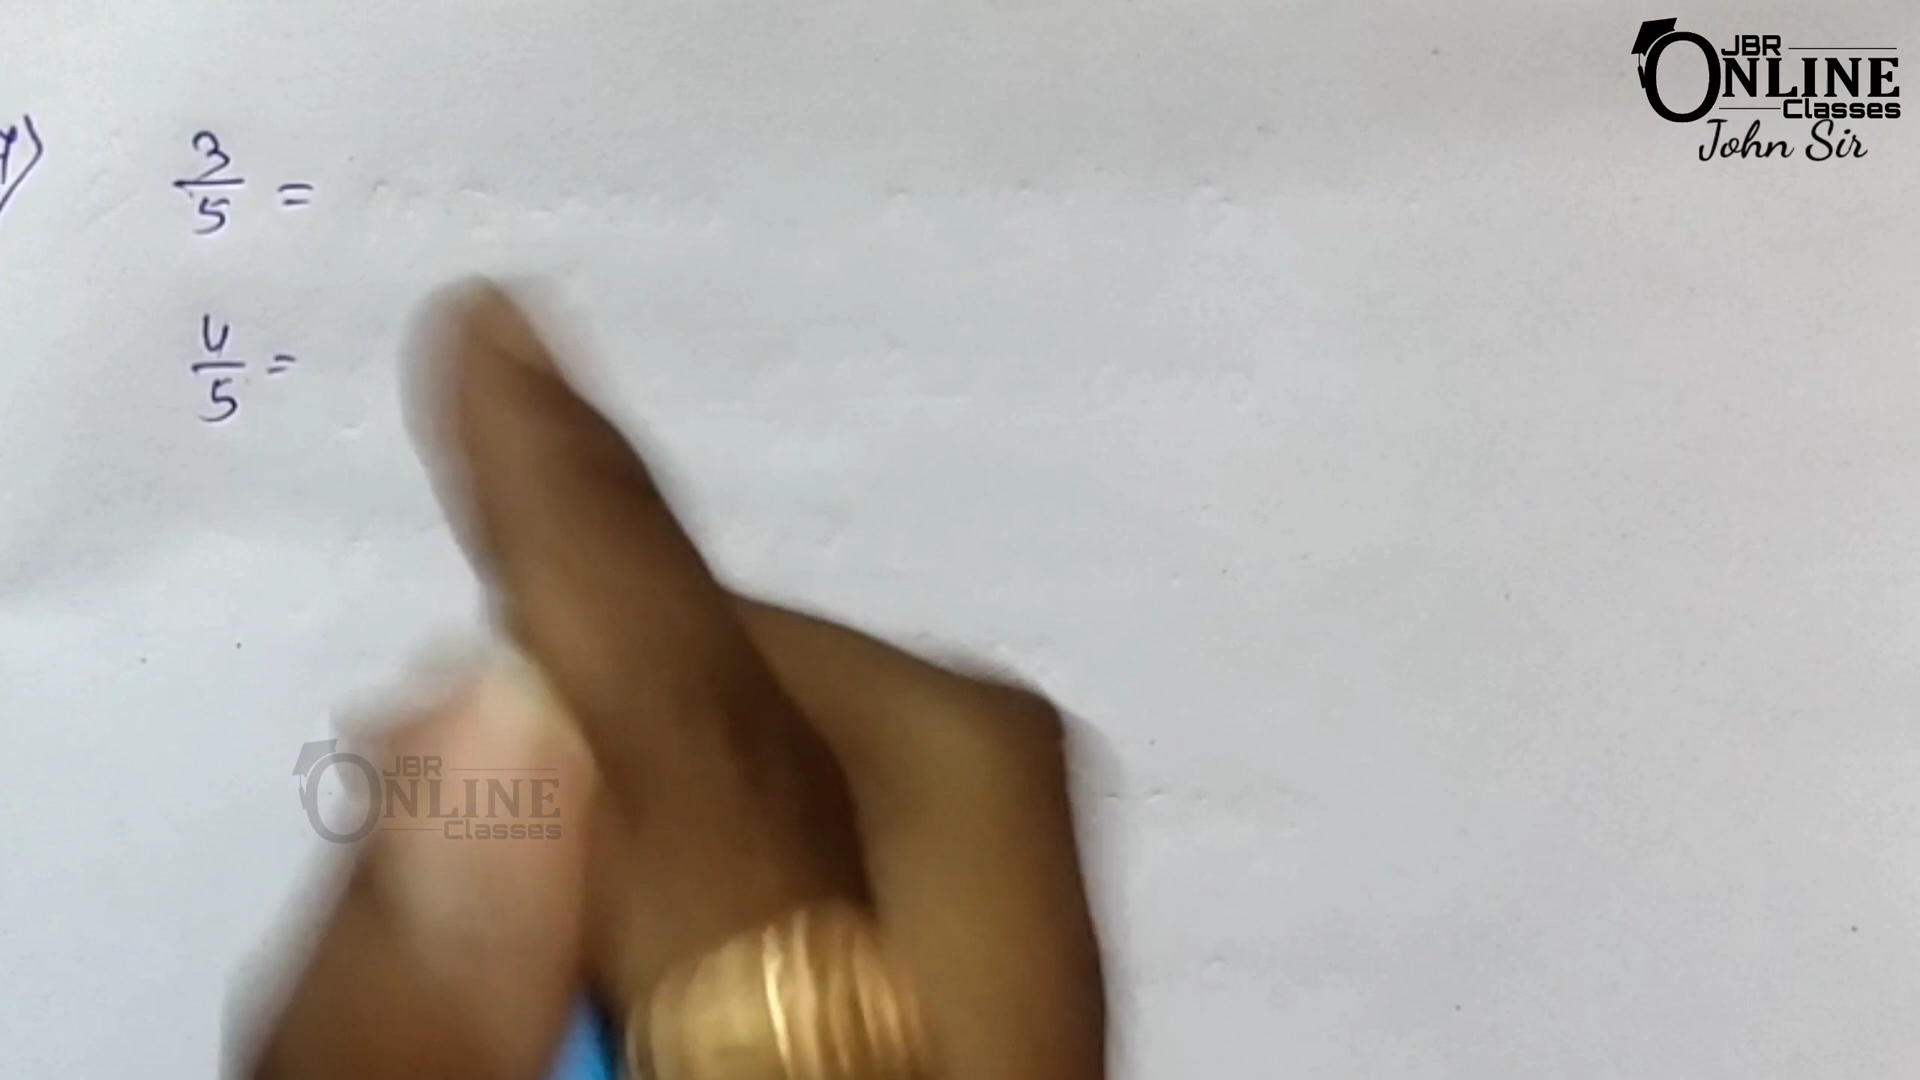 JBR
ONLINE
Classes
John Sir
3/5 =
4/5 =
JBR
ONLINE
Classes